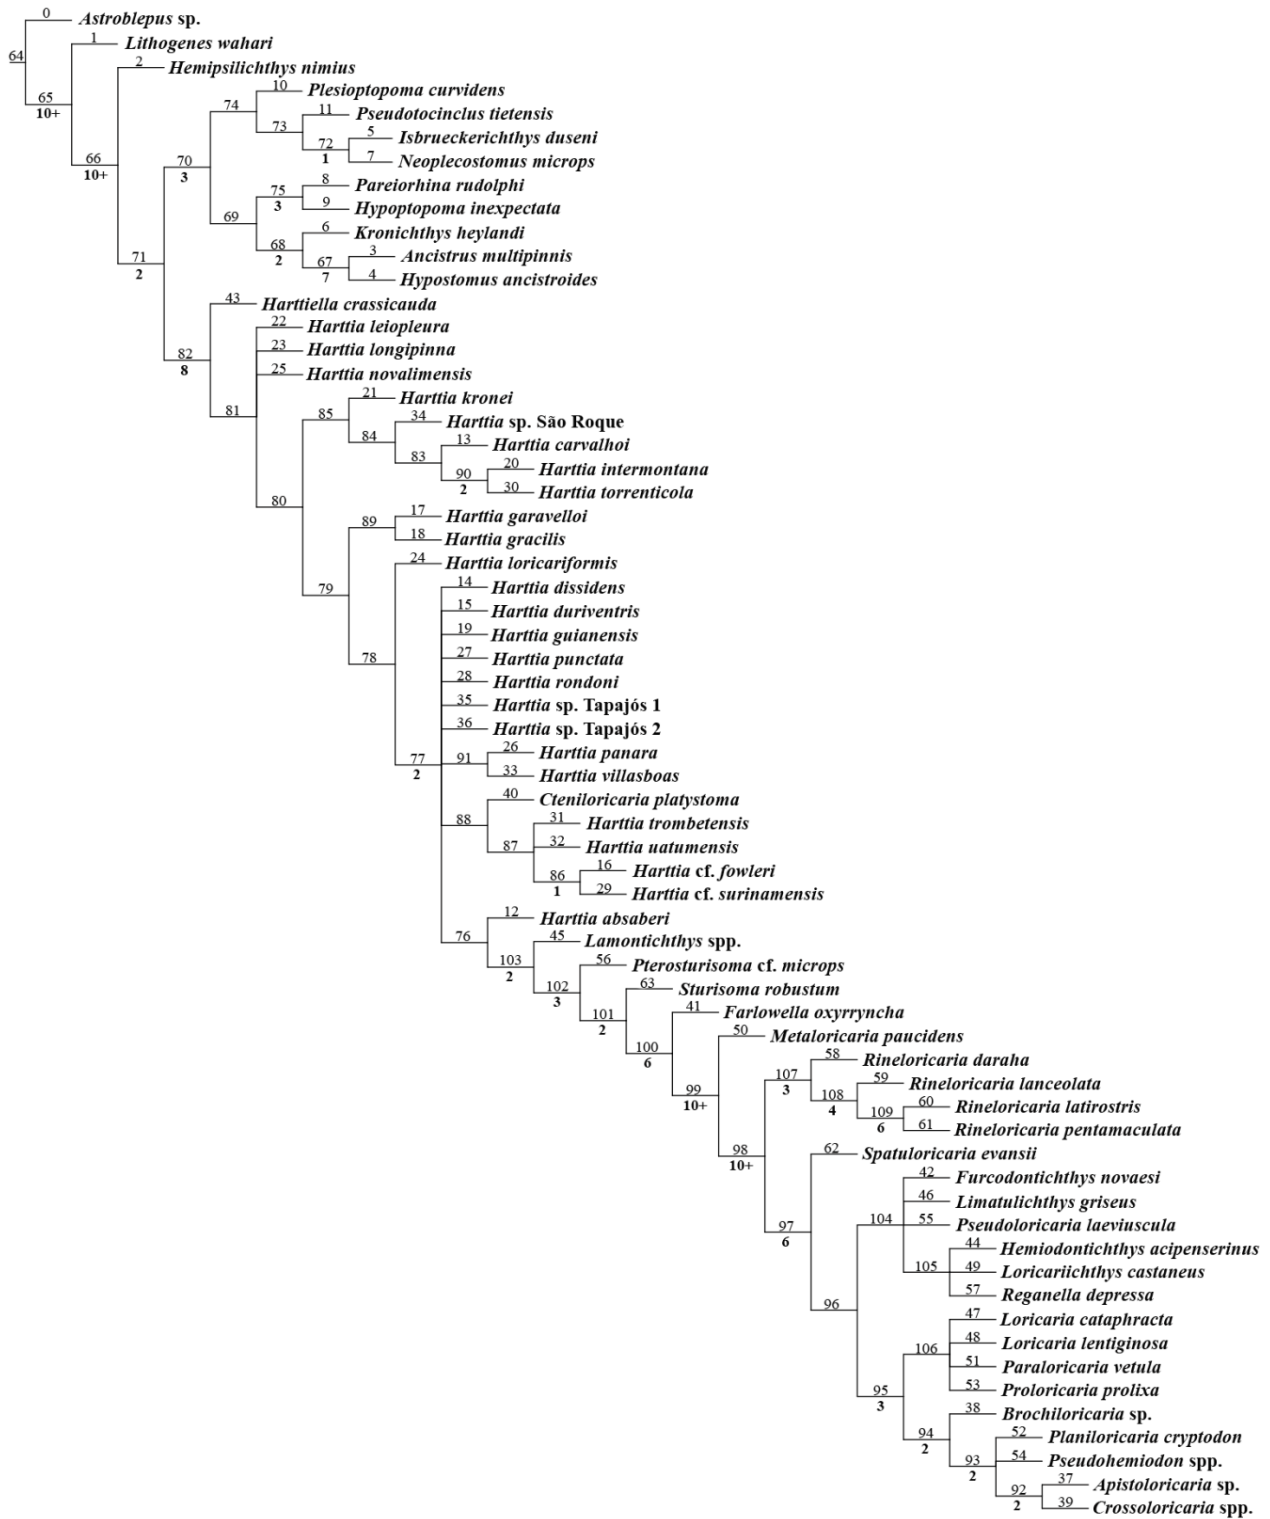 0 Astroblepus sp.
1 Lithogenes wahari
64
2 Hemipsilichthys nimius
10 Plesioptopoma curvidens
65
74
10+
11 Pseudotocinclus tietensis
73
5 Isbrueckerichthys duseni
72
1
66
7 Neoplecostomus microps
70
10+
3
8 Pareiorhina rudolphi
75
3
9 Hypoptopoma inexpectata
69
6 Kronichthys heylandi
68
2
3 Ancistrus multipinnis
71
67
2
7
4 Hypostomus ancistroides
43 Harttiella crassicauda
22 Harttia leiopleura
23 Harttia longipinna
82
8
25 Harttia novalimensis
21 Harttia kronei
81
85
34 Harttia sp. São Roque
84
13 Harttia carvalhoi
83
20 Harttia intermontana
90
2
30 Harttia torrenticola
80
17 Harttia garavelloi
89
18 Harttia gracilis
24 Harttia loricariformis
14 Harttia dissidens
79
15 Harttia duriventris
19 Harttia guianensis
27 Harttia punctata
78
28 Harttia rondoni
35 Harttia sp. Tapajós 1
36 Harttia sp. Tapajós 2
26 Harttia panara
77
91
2
33 Harttia villasboas
40 Cteniloricaria platystoma
88
31 Harttia trombetensis
87
32 Harttia uatumensis
16 Harttia cf. fowleri
86
1
29 Harttia cf. surinamensis
12 Harttia absaberi
76
45 Lamontichthys spp.
103
2
56 Pterosturisoma cf. microps
102
3
63 Sturisoma robustum
101
2
41 Farlowella oxyrryncha
50 Metaloricaria paucidens
100
6
58 Rineloricaria daraha
107
3
59 Rineloricaria lanceolata
99
108
10+
4
60 Rineloricaria latirostris
109
6
61 Rineloricaria pentamaculata
98
10+
62 Spatuloricaria evansii
42 Furcodontichthys novaesi
46 Limatulichthys griseus
97
104
6
55 Pseudoloricaria laeviuscula
44 Hemiodontichthys acipenserinus
105
49 Loricariichthys castaneus
57 Reganella depressa
96
47 Loricaria cataphracta
48 Loricaria lentiginosa
106
51 Paraloricaria vetula
95
3
53 Proloricaria prolixa
38 Brochiloricaria sp.
94
2
52 Planiloricaria cryptodon
93
2
54 Pseudohemiodon spp.
37 Apistoloricaria sp.
92
2
39 Crossoloricaria spp.